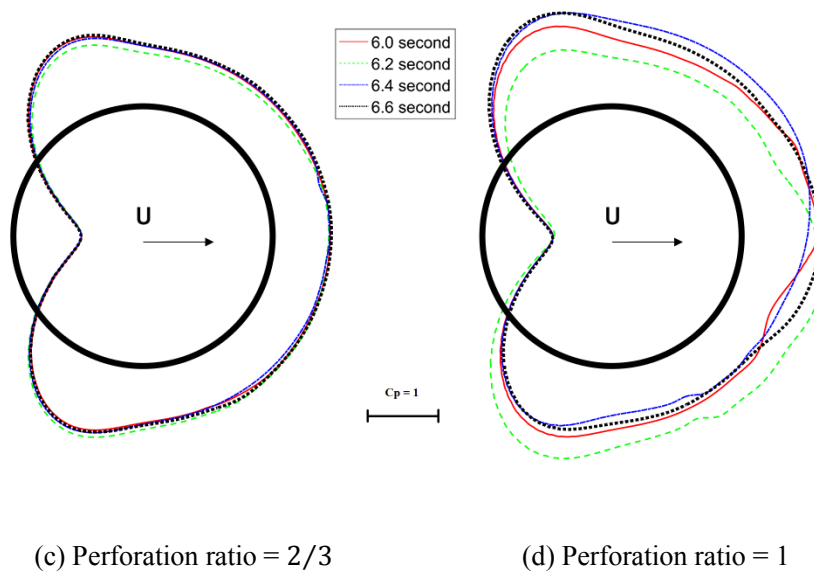 6.0 second
6.2 second
6.4 second
6.6 second
U
U
Cp = 1
(c) Perforation ratio = 2/3
(d) Perforation ratio = 1